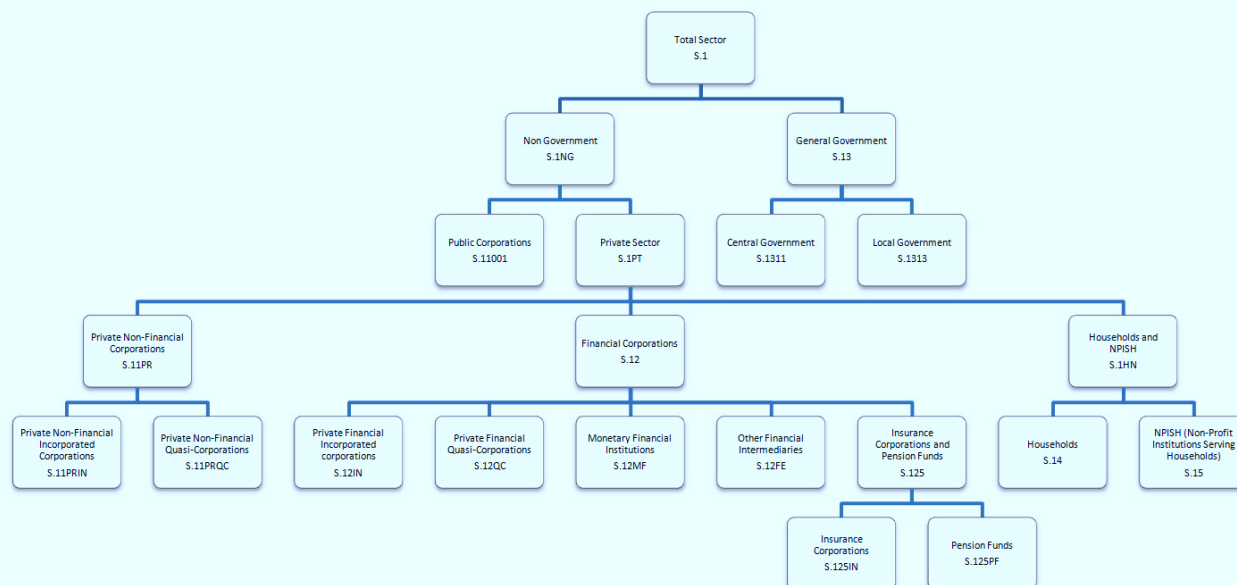 Total Sector
S.1
Non Government
S.1NG
General Government
S.13
Public Corporations
S.11001
Private Sector
S.1PT
Central Government
S.1311
Local Government
S.1313
Private Non-Financial
Corporations
S.11PR
Financial Corporations
S.12
Households and
NPISH
S.1HN
Private Non-Financial
Incorporated
Corporations
S.11PRIN
Private Non-Financial
Quasi-Corporations
S.11PRQC
Private Financial
Incorporated
corporations
S.12IN
Private Financial
Quasi-Corporations
S.12QC
Monetary Financial
Institutions
S.12MF
Other Financial
Intermediaries
S.12FE
Insurance
Corporations and
Pension Funds
S.125
Households
S.14
NPISH (Non-Profit
Institutions Serving
Households)
S.15
Insurance
Corporations
S.125IN
Pension Funds
S.125PF